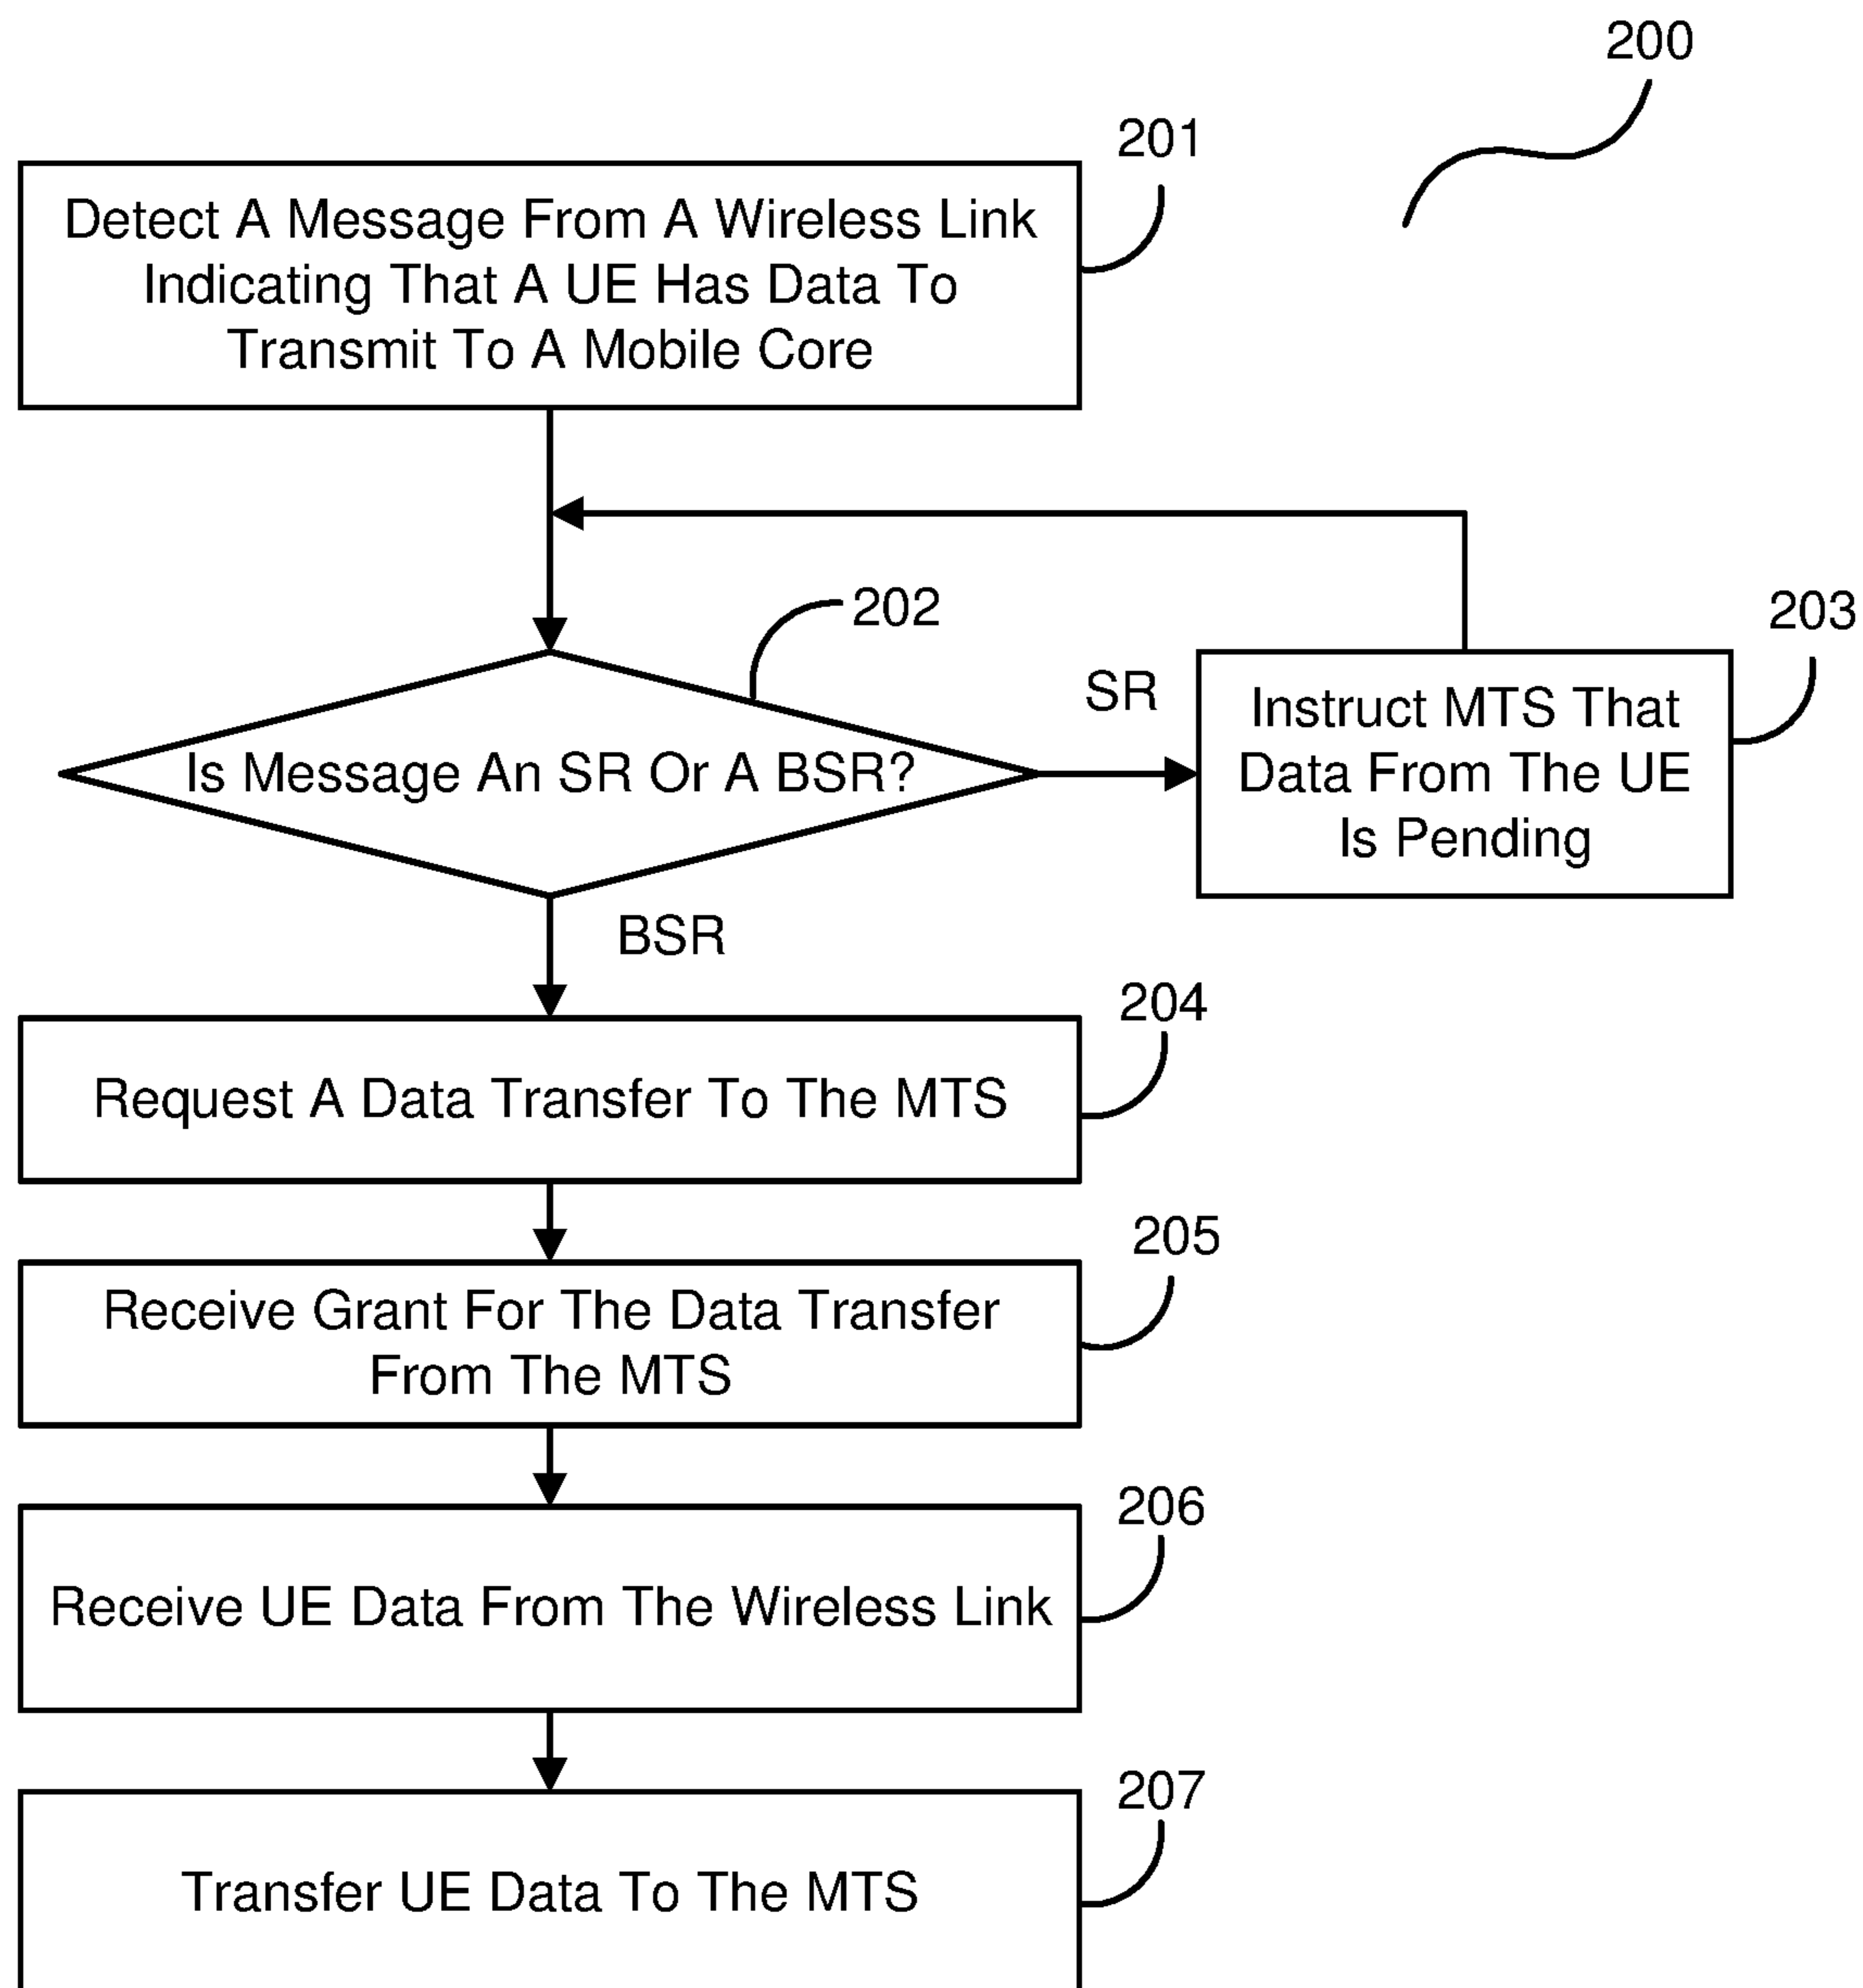 200
201
Detect A Message From A Wireless Link
Indicating That A UE Has Data To
Transmit To A Mobile Core
202
203
Is Message An SR Or A BSR?
SR
Instruct MTS That
Data From The UE
Is Pending
BSR
204
Request A Data Transfer To The MTS
205
Receive Grant For The Data Transfer
From The MTS
206
Receive UE Data From The Wireless Link
207
Transfer UE Data To The MTS